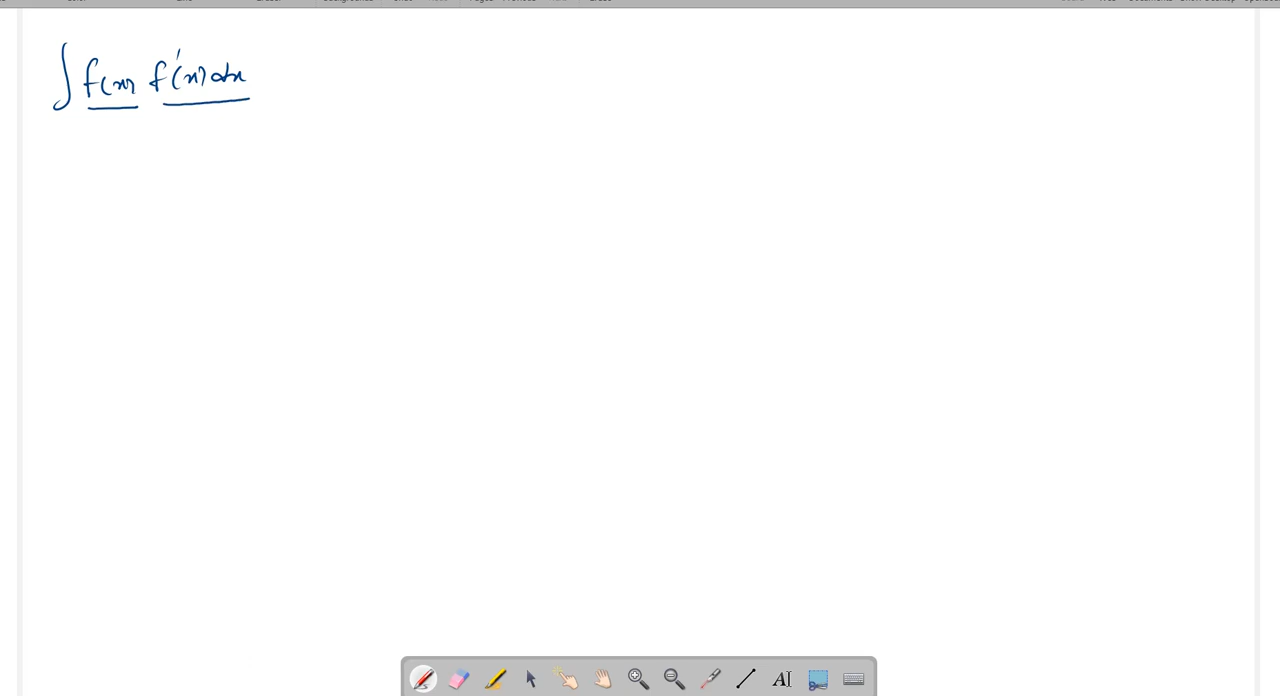 ∫ f(x) f'(x) dx